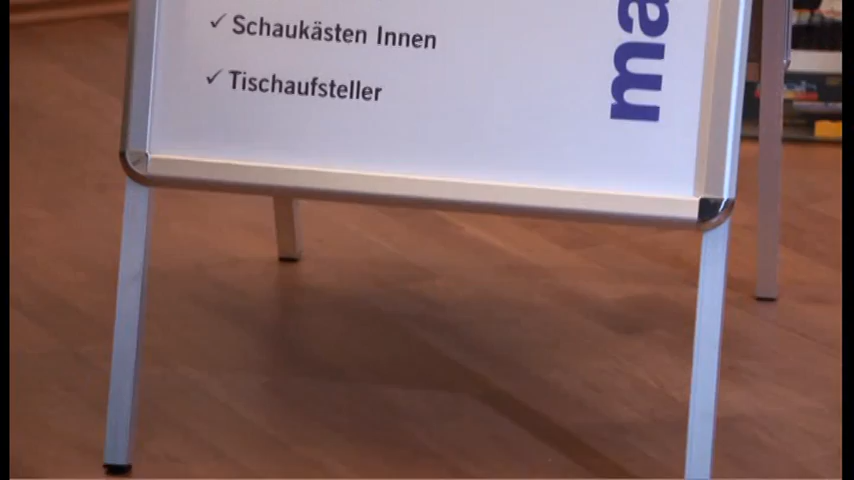 ✓ Schaukästen Innen
✓ Tischaufsteller
ma